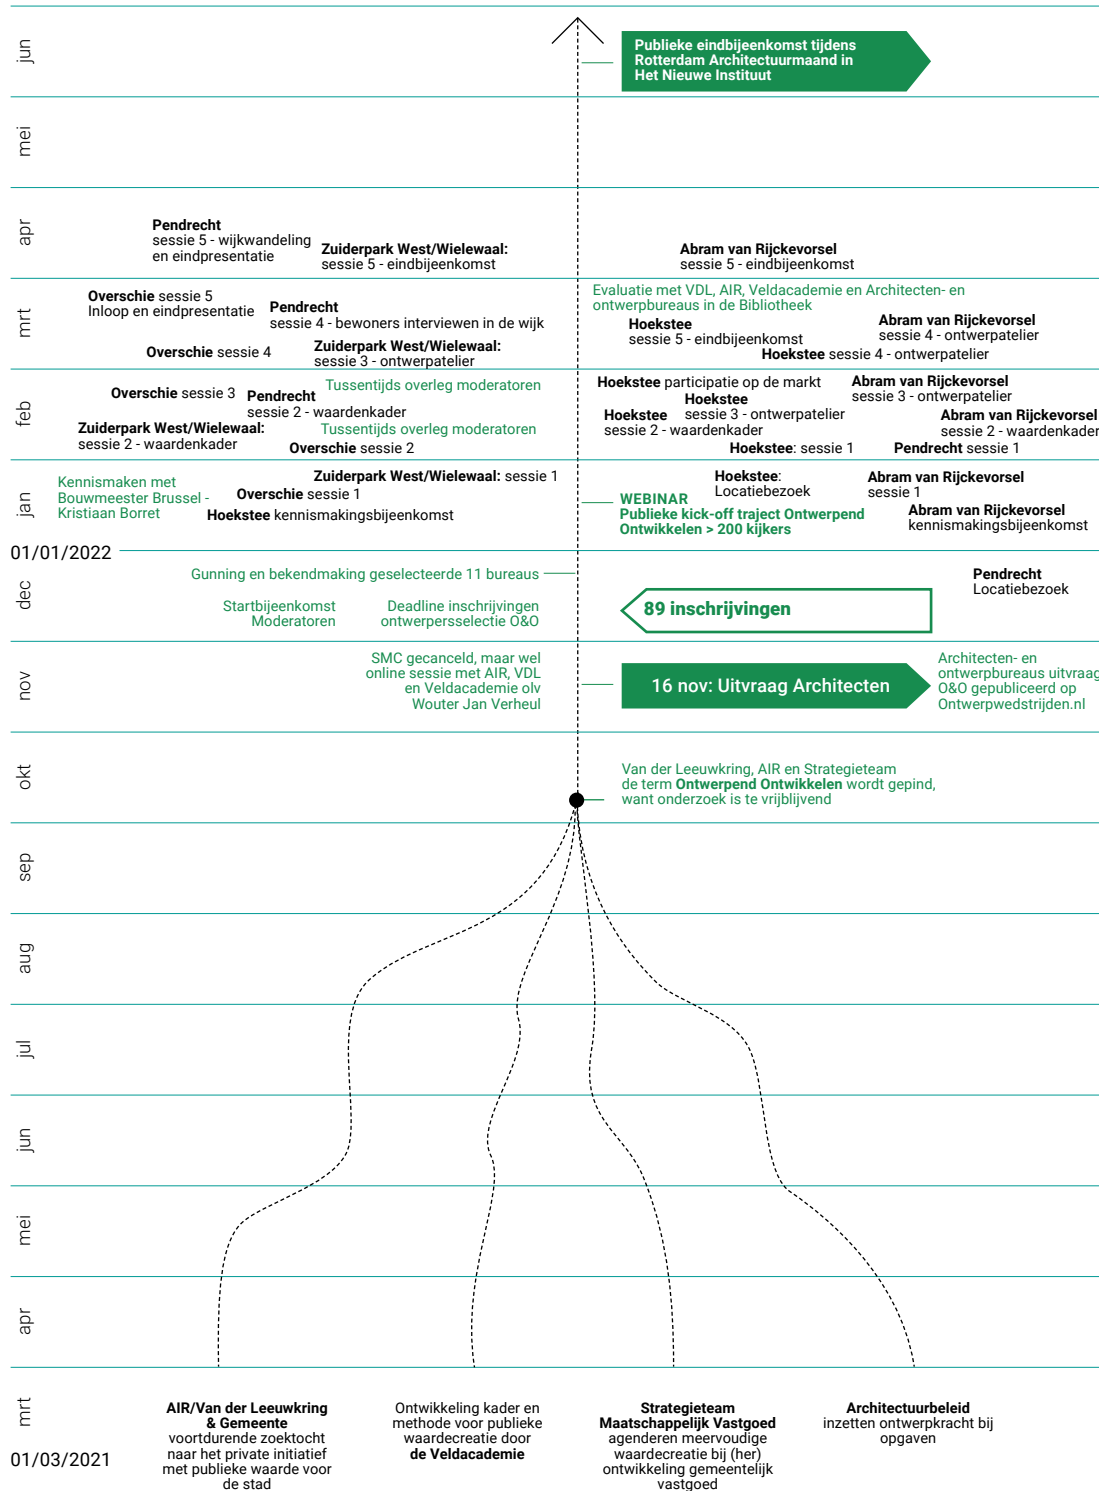 jun
Publieke eindbijeenkomst tijdens
Rotterdam Architectuurmaand in
Het Nieuwe Instituut
mei
apr
Pendrecht
sessie 5 - wijkwandeling
en eindpresentatie
Zuiderpark West/Wielewaal:
sessie 5 - eindbijeenkomst
Abram van Rijckevorsel
sessie 5 - eindbijeenkomst
mrt
Overschie sessie 5
Inloop en eindpresentatie
Pendrecht
sessie 4 - bewoners interviewen in de wijk
Overschie sessie 4
Zuiderpark West/Wielewaal:
sessie 3 - ontwerpatelier
Evaluatie met VDL, AIR, Veldacademie en Architecten- en
ontwerpbureaus in de Bibliotheek
Hoekstee
sessie 5 - eindbijeenkomst
Abram van Rijckevorsel
sessie 4 - ontwerpatelier
Hoekstee sessie 4 - ontwerpatelier
feb
Overschie sessie 3
Tussentijds overleg moderatoren
Pendrecht
sessie 2 - waardenkader
Zuiderpark West/Wielewaal:
sessie 2 - waardenkader
Tussentijds overleg moderatoren
Overschie sessie 2
Hoekstee participatie op de markt
Abram van Rijckevorsel
sessie 3 - ontwerpatelier
Hoekstee
sessie 3 - ontwerpatelier
Hoekstee
sessie 2 - waardenkader
Abram van Rijckevorsel
sessie 2 - waardenkader
Hoekstee: sessie 1
Pendrecht sessie 1
jan
Kennismaken met
Bouwmeester Brussel -
Kristiaan Borret
Zuiderpark West/Wielewaal: sessie 1
Overschie sessie 1
Hoekstee kennismakingsbijeenkomst
Hoekstee:
Locatiebezoek
Abram van Rijckevorsel
sessie 1
WEBINAR
Publieke kick-off traject Ontwerpend
Ontwikkelen > 200 kijkers
Abram van Rijckevorsel
kennismakingsbijeenkomst
01/01/2022
dec
Gunning en bekendmaking geselecteerde 11 bureaus
Startbijeenkomst
Moderatoren
Deadline inschrijvingen
ontwerpersselectie O&O
89 inschrijvingen
Pendrecht
Locatiebezoek
nov
SMC gecanceld, maar wel
online sessie met AIR, VDL
en Veldacademie olv
Wouter Jan Verheul
16 nov: Uitvraag Architecten
Architecten- en
ontwerpbureaus uitvraag
O&O gepubliceerd op
Ontwerpwedstrijden.nl
okt
Van der Leeuwkring, AIR en Strategieteam
de term Ontwerpend Ontwikkelen wordt gepind,
want onderzoek is te vrijblijvend
sep
aug
jul
jun
mei
apr
mrt
01/03/2021
AIR/Van der Leeuwkring
& Gemeente
voortdurende zoektocht
naar het private initiatief
met publieke waarde voor
de stad
Ontwikkeling kader en
methode voor publieke
waardecreatie door
de Veldacademie
Strategieteam
Maatschappelijk Vastgoed
agenderen meervoudige
waardecreatie bij (her)
ontwikkeling gemeentelijk
vastgoed
Architectuurbeleid
inzetten ontwerpkracht bij
opgaven